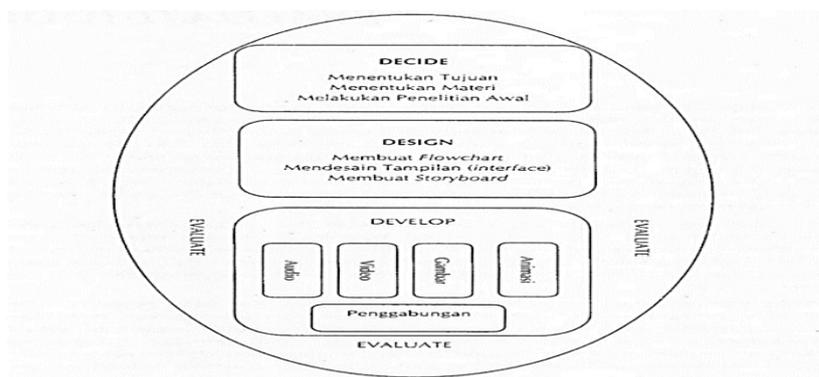 DECIDE
Menentukan Tujuan
Menentukan Materi
Melakukan Penelitian Awal
DESIGN
Membuat Flowchart
Mendesain Tampilan (interface)
Membuat Storyboard
EVALUATE
EVALUATE
DEVELOP
Audio
Video
Gambar
Animasi
Penggabungan
EVALUATE